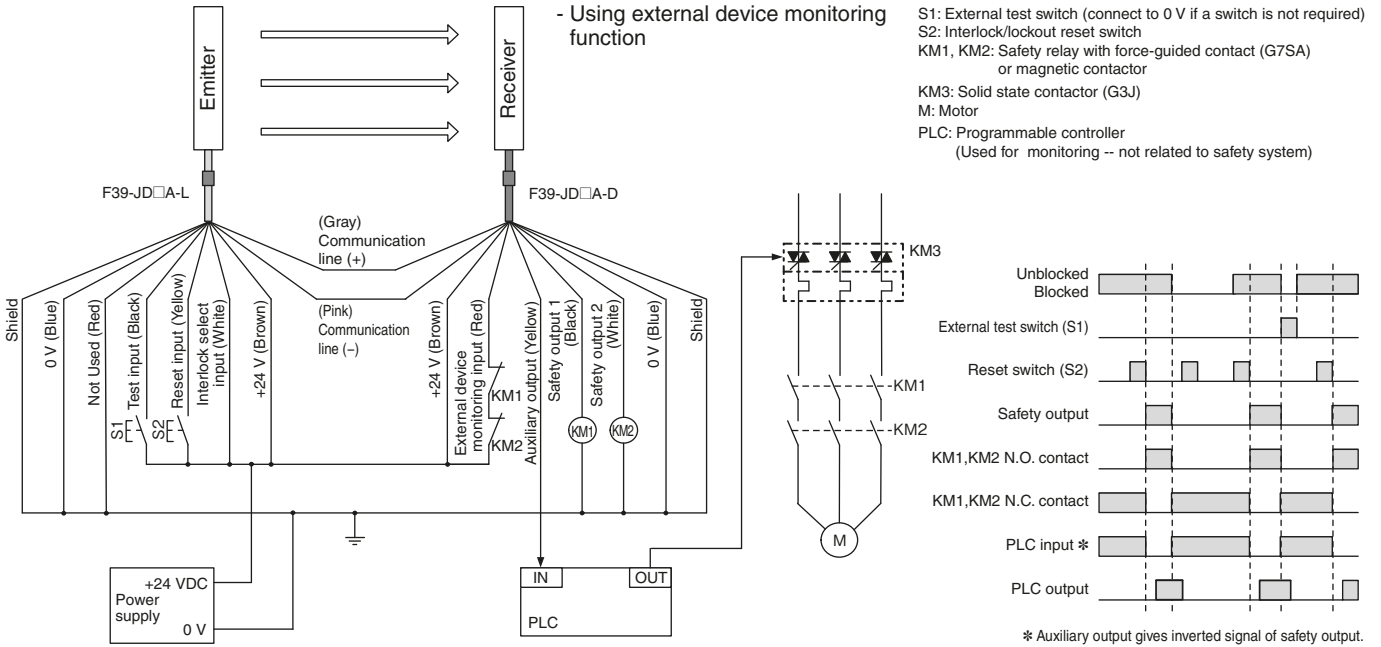 - Using external device monitoring
function
S1: External test switch (connect to 0 V if a switch is not required)
S2: Interlock/lockout reset switch
KM1, KM2: Safety relay with force-guided contact (G7SA)
or magnetic contactor
KM3: Solid state contactor (G3J)
M: Motor
PLC: Programmable controller
(Used for monitoring -- not related to safety system)
Emitter
Receiver
F39-JD□A-L
F39-JD□A-D
(Gray)
Communication
line (+)
(Pink)
Communication
line (−)
Shield
0 V (Blue)
Not Used (Red)
Test input (Black)
Reset input (Yellow)
Interlock select
input (White)
+24 V (Brown)
+24 V (Brown)
External device
monitoring input (Red)
Auxiliary output (Yellow)
Safety output 1
(Black)
Safety output 2
(White)
0 V (Blue)
Shield
S1
S2
KM1
KM2
KM1
KM2
KM3
KM1
KM2
M
+24 VDC
Power
supply
0 V
IN
OUT
PLC
Unblocked
Blocked
External test switch (S1)
Reset switch (S2)
Safety output
KM1,KM2 N.O. contact
KM1,KM2 N.C. contact
PLC input ✻
PLC output
✻ Auxiliary output gives inverted signal of safety output.